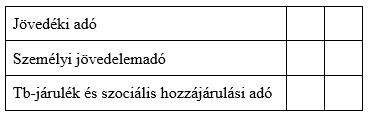 Jövedéki adó
Személyi jövedelemadó
Tb-járulék és szociális hozzájárulási adó